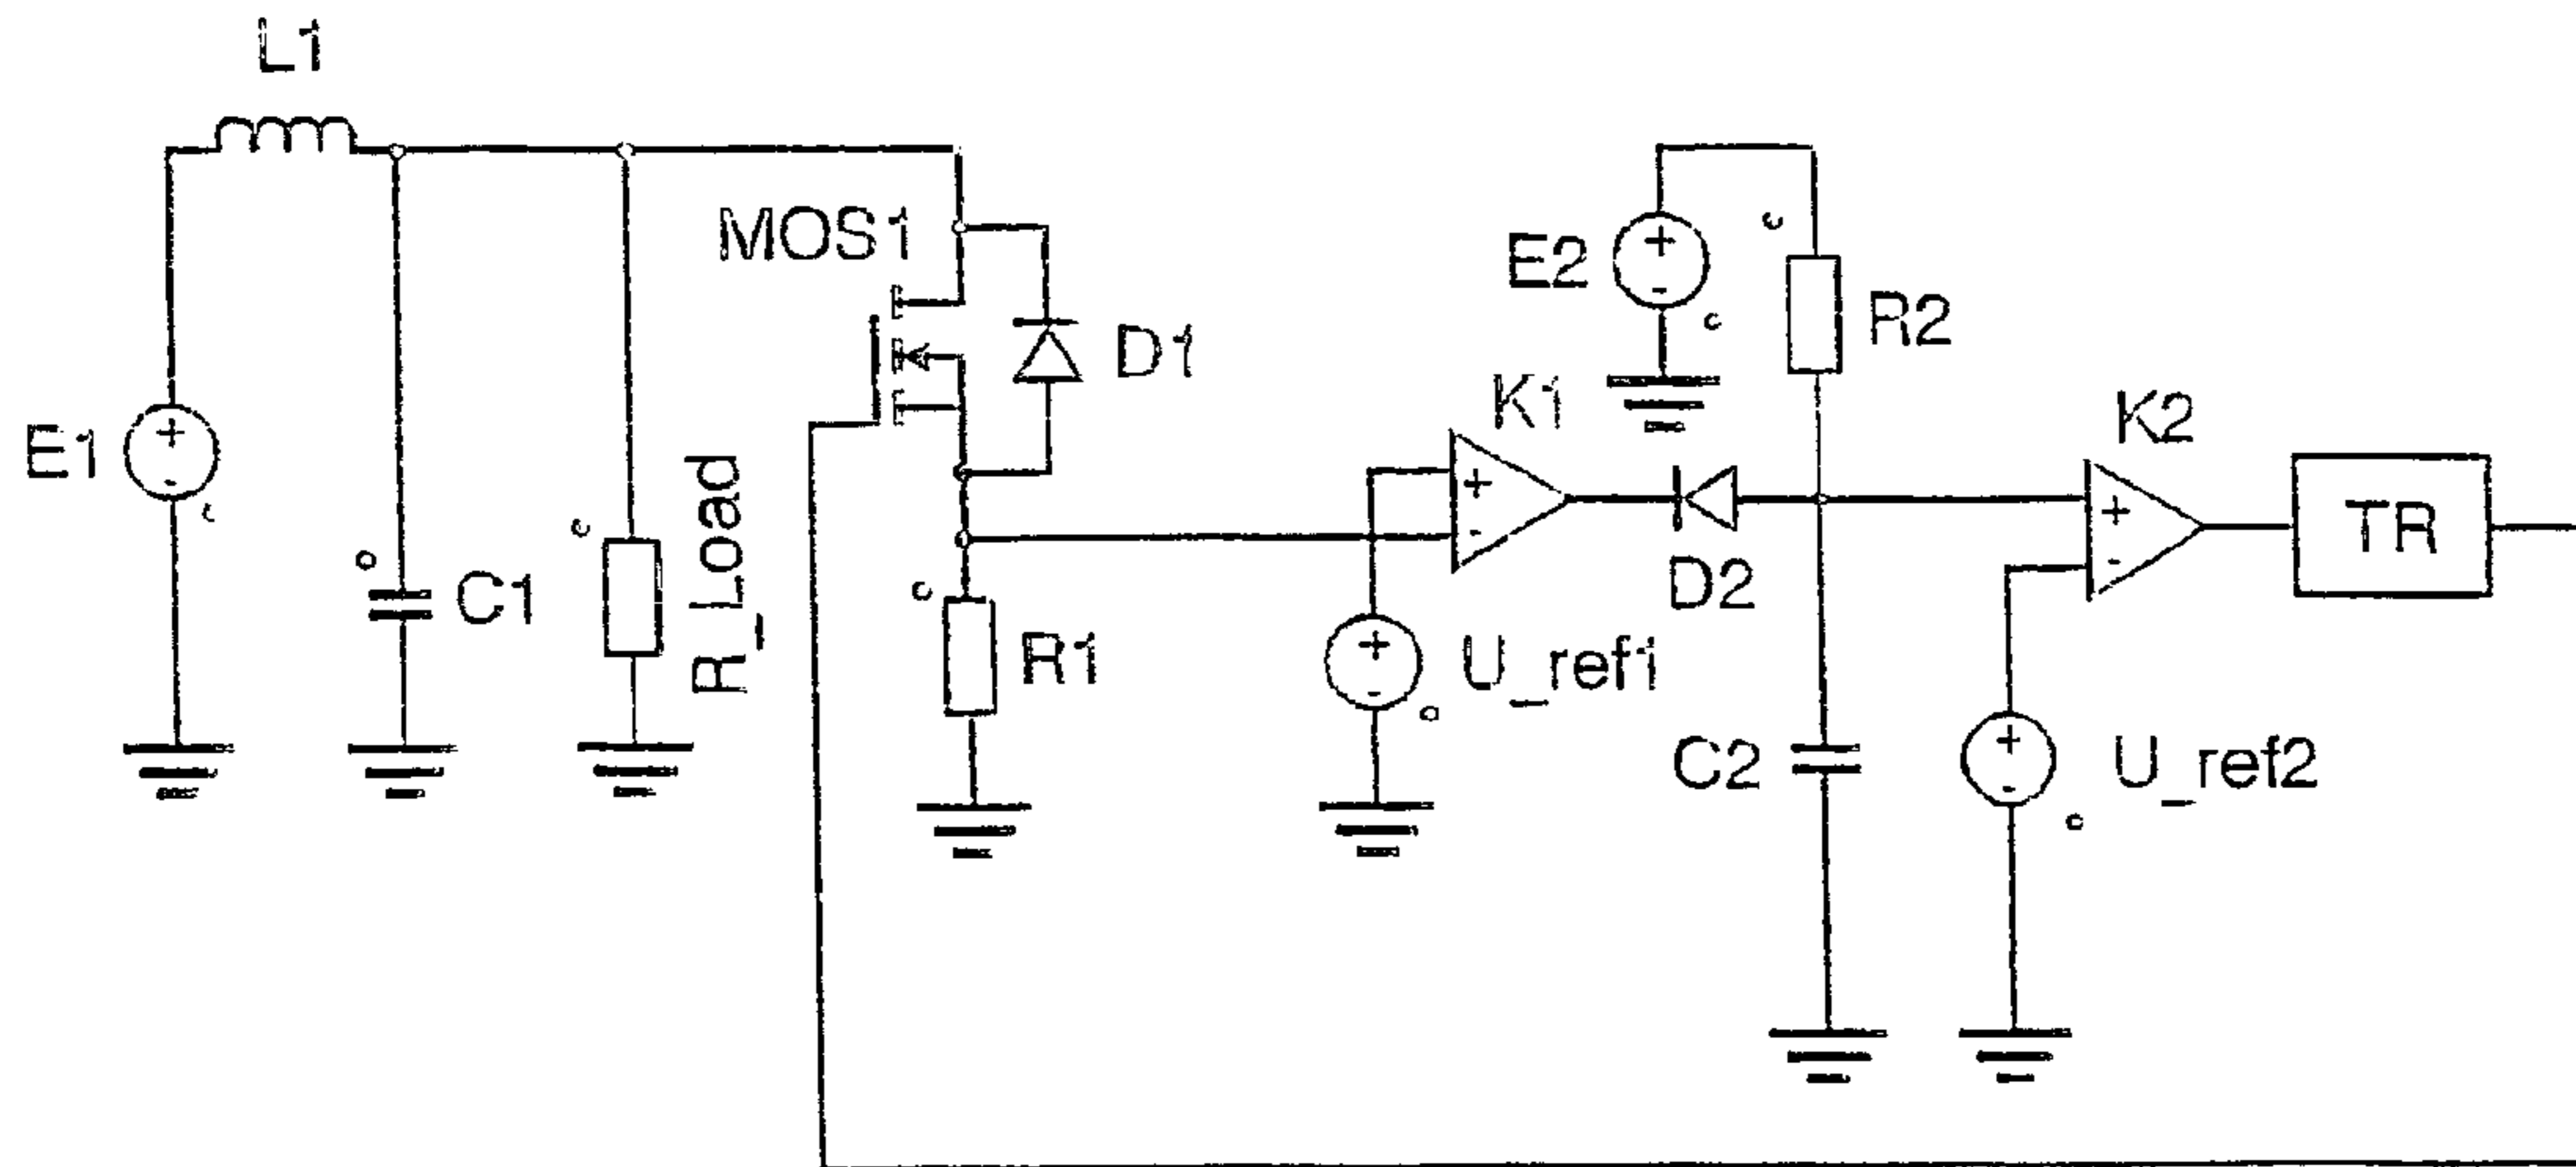 L1
MOS1
E2
R2
D1
K1
K2
E1
R_Load
TR
D2
C1
R1
U_ref1
C2
U_ref2